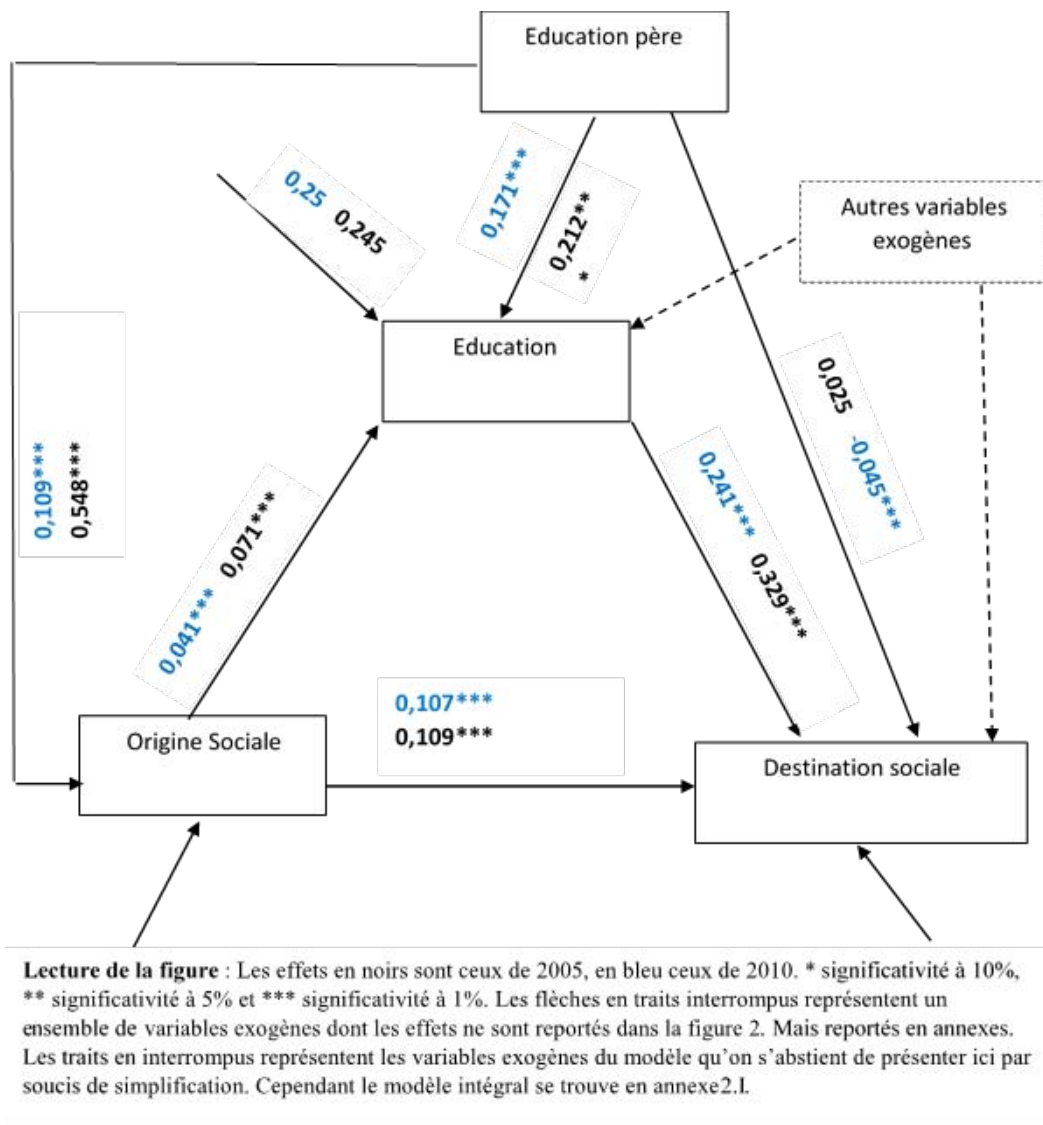 Education père
0,25 0,245
0,171***
0,212**
*
Autres variables
exogènes
Education
0,025 -0,045***
0,109***
0,548***
0,041*** 0,071***
0,241*** 0,329***
0,107***
0,109***
Origine Sociale
Destination sociale
Lecture de la figure : Les effets en noirs sont ceux de 2005, en bleu ceux de 2010. * significativité à 10%,
** significativité à 5% et *** significativité à 1%. Les flèches en traits interrompus représentent un
ensemble de variables exogènes dont les effets ne sont reportés dans la figure 2. Mais reportés en annexes.
Les traits en interrompus représentent les variables exogènes du modèle qu'on s'abstient de présenter ici par
soucis de simplification. Cependant le modèle intégral se trouve en annexe2.I.